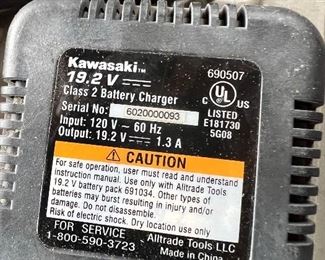 Kawasaki™
19.2 V ⎓
Class 2 Battery Charger
Serial No: 6020000093
Input: 120 V ~ 60 Hz
Output: 19.2 V ⎓ 1.3 A
690507
C UL US
LISTED
E181730
5G08
⚠ CAUTION
For safe operation, user must read and understand
instruction manual. Use only with Alltrade Tools
19.2 V battery pack 691034. Other types of
batteries may burst resulting in injury and/or
damage. Do not disassemble.
Risk of electric shock. Dry location use only.
FOR SERVICE
1-800-590-3723
Alltrade Tools LLC
Made in China